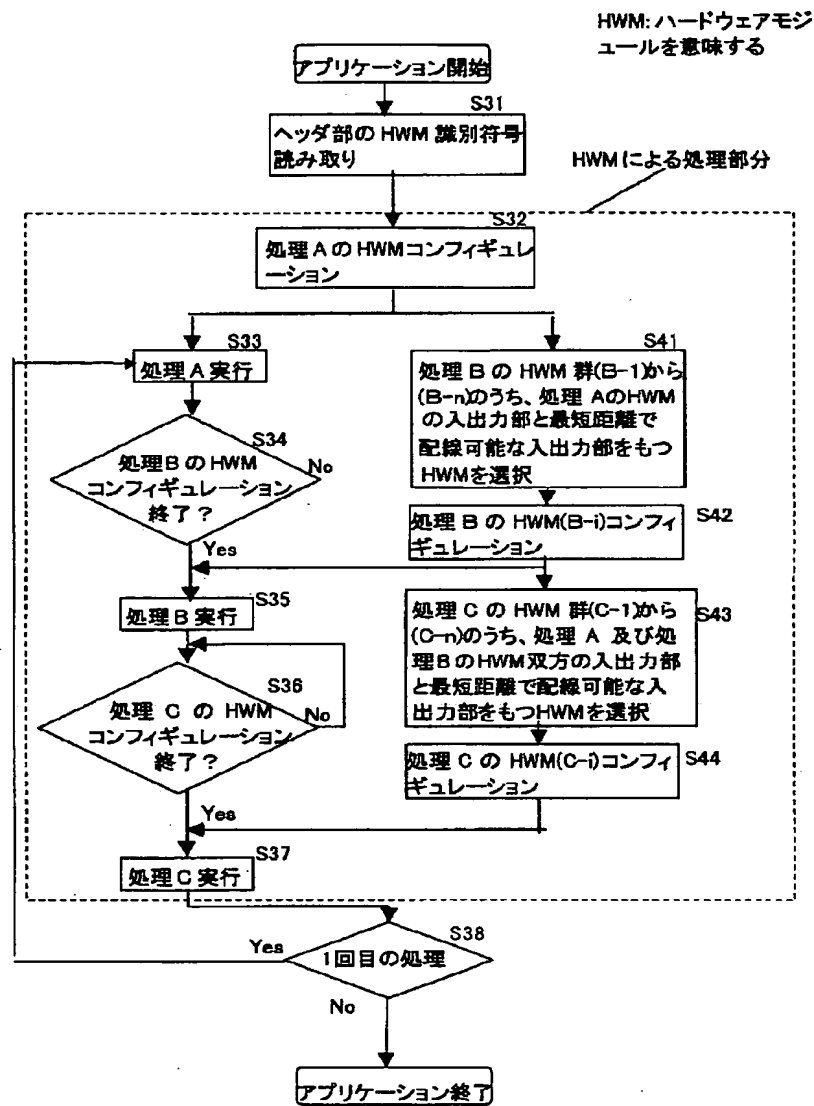 HWM: ハードウェアモジ
ュールを意味する
アプリケーション開始
S31
ヘッダ部の HWM 識別符号
読み取り
HWM による処理部分
S32
処理 A の HWM コンフィギュレ
ーション
S33
処理 A 実行
S41
処理 B の HWM 群(B-1)から
(B-n)のうち、処理 A のHWM
の入出力部と最短距離で
配線可能な入出力部をもつ
HWMを選択
S34
処理 B の HWM
コンフィギュレーション
終了?
No
Yes
処理 B の HWM(B-i)コンフィ
ギュレーション
S42
S35
処理 B 実行
処理 C の HWM 群(C-1)から
(C-n)のうち、処理 A 及び処
理BのHWM双方の入出力部
と最短距離で配線可能な入
出力部をもつHWMを選択
S43
S36
処理 C の HWM
コンフィギュレーション
終了?
No
Yes
処理 C の HWM(C-i)コンフィ
ギュレーション
S44
S37
処理 C 実行
S38
1回目の処理
Yes
No
アプリケーション終了